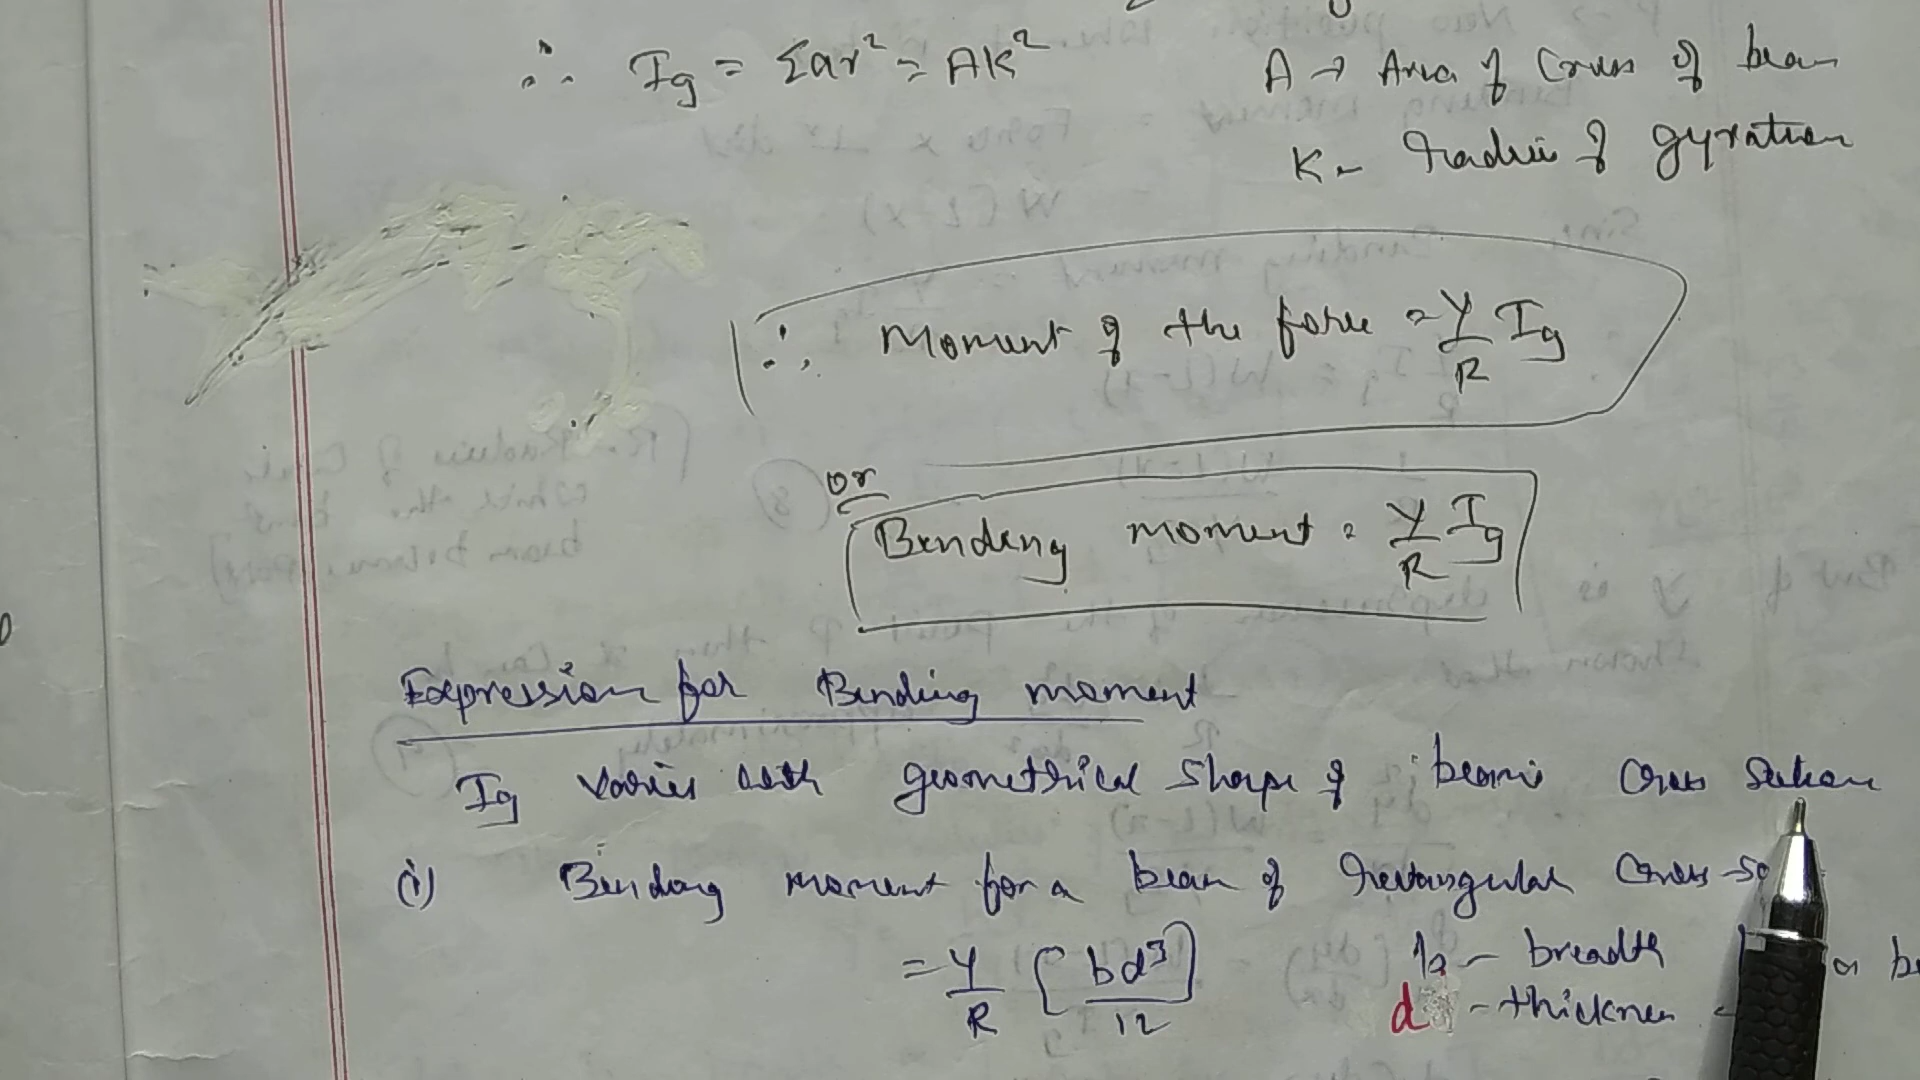 ∴ Ig = Σar² = AK²
A → Area of Cross of beam
K - radius of gyration
∴ Moment of the force = Y/R Ig
or
Bending moment = Y/R Ig
Expression for Bending moment
Ig varies with geometrical shape of beam's cross section
(i) Bending moment for a beam of rectangular Cross-se
= Y/R [bd³/12]
b - breadth
d - thickness